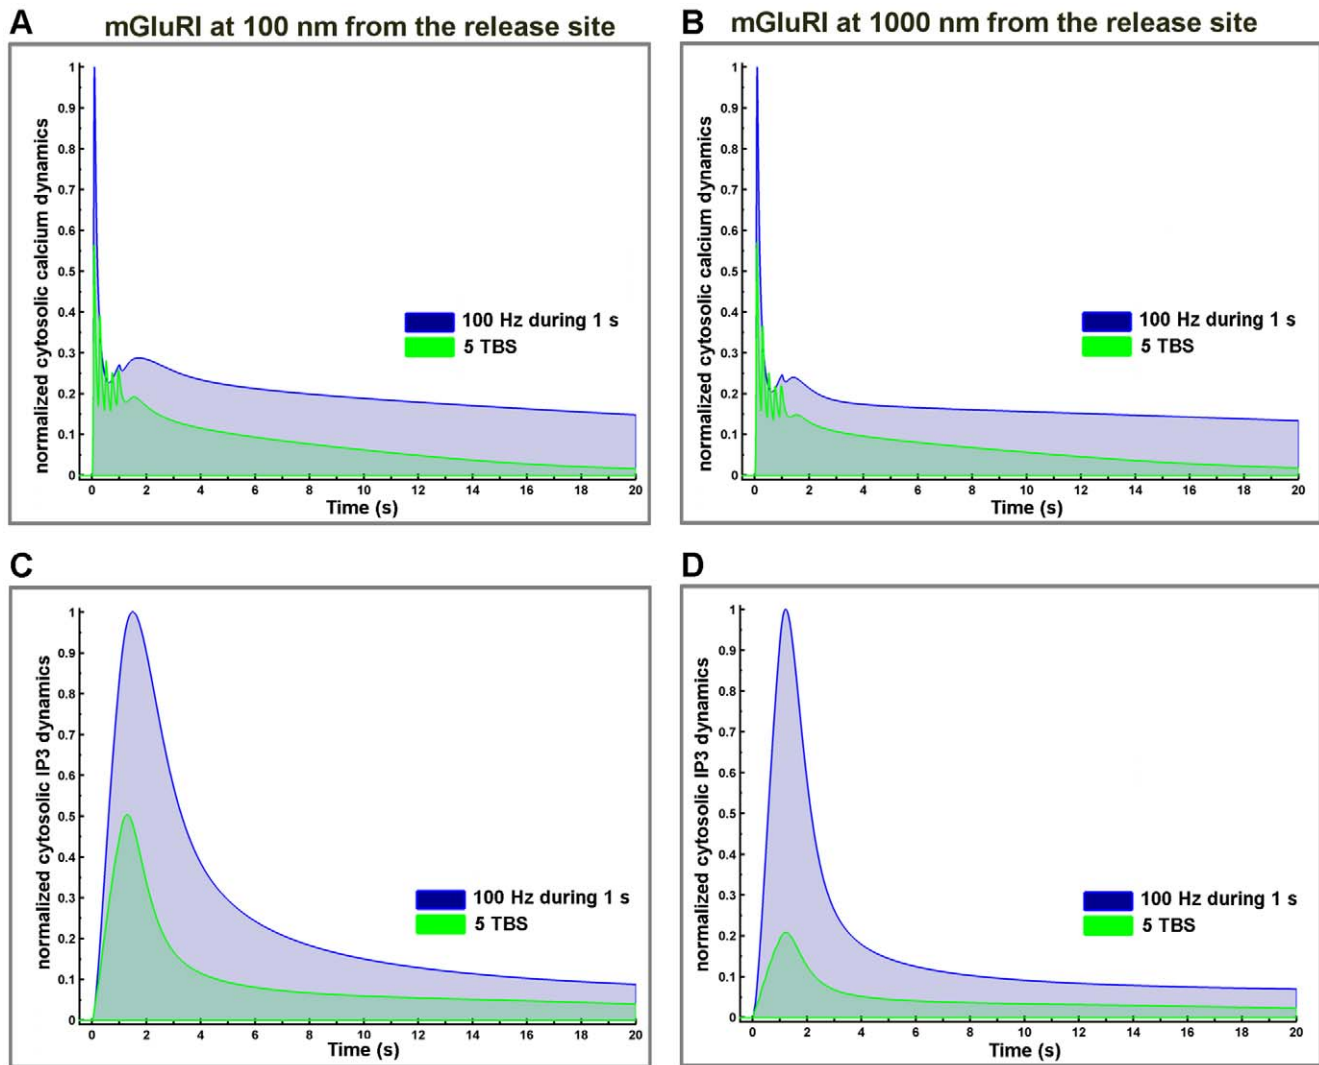 A
mGluRI at 100 nm from the release site
normalized cytosolic calcium dynamics
1
0.9
0.8
0.7
0.6
0.5
0.4
0.3
0.2
0.1
0
100 Hz during 1 s
5 TBS
0 2 4 6 8 10 12 14 16 18 20
Time (s)
B
mGluRI at 1000 nm from the release site
normalized cytosolic calcium dynamics
1
0.9
0.8
0.7
0.6
0.5
0.4
0.3
0.2
0.1
0
100 Hz during 1 s
5 TBS
0 2 4 6 8 10 12 14 16 18 20
Time (s)
C
normalized cytosolic IP3 dynamics
1
0.9
0.8
0.7
0.6
0.5
0.4
0.3
0.2
0.1
0
100 Hz during 1 s
5 TBS
0 2 4 6 8 10 12 14 16 18 20
Time (s)
D
normalized cytosolic IP3 dynamics
1
0.9
0.8
0.7
0.6
0.5
0.4
0.3
0.2
0.1
0
100 Hz during 1 s
5 TBS
0 2 4 6 8 10 12 14 16 18 20
Time (s)